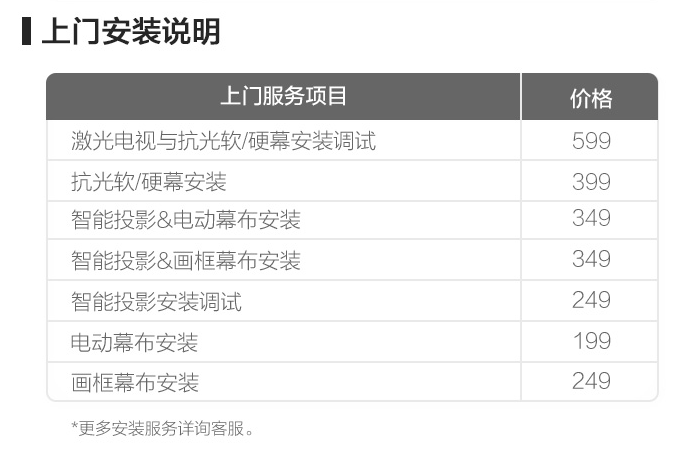 上门安装说明
上门服务项目 价格
激光电视与抗光软/硬幕安装调试 599
抗光软/硬幕安装 399
智能投影&电动幕布安装 349
智能投影&画框幕布安装 349
智能投影安装调试 249
电动幕布安装 199
画框幕布安装 249
*更多安装服务详询客服。